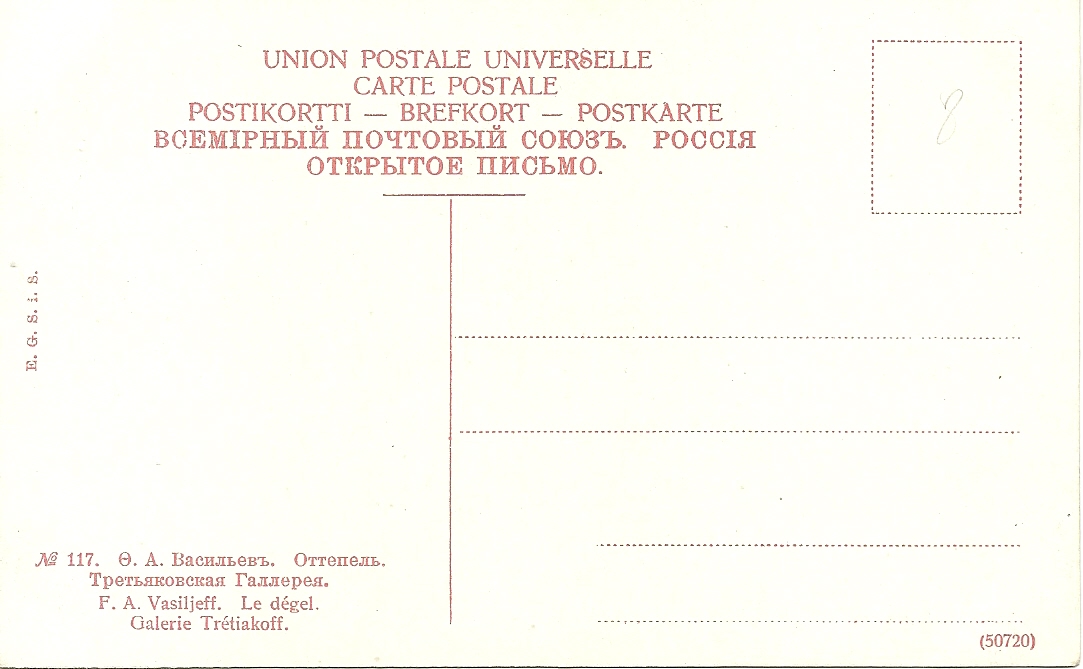 UNION POSTALE UNIVERSELLE
CARTE POSTALE
POSTIKORTTI — BREFKORT — POSTKARTE
ВСЕМІРНЫЙ ПОЧТОВЫЙ СОЮЗЪ. РОССІЯ
ОТКРЫТОЕ ПИСЬМО.
8
E. G. S. i. S.
№ 117. Ѳ. А. Васильевъ. Оттепель.
Третьяковская Галлерея.
F. A. Vasiljeff. Le dégel.
Galerie Trétiakoff.
(50720)